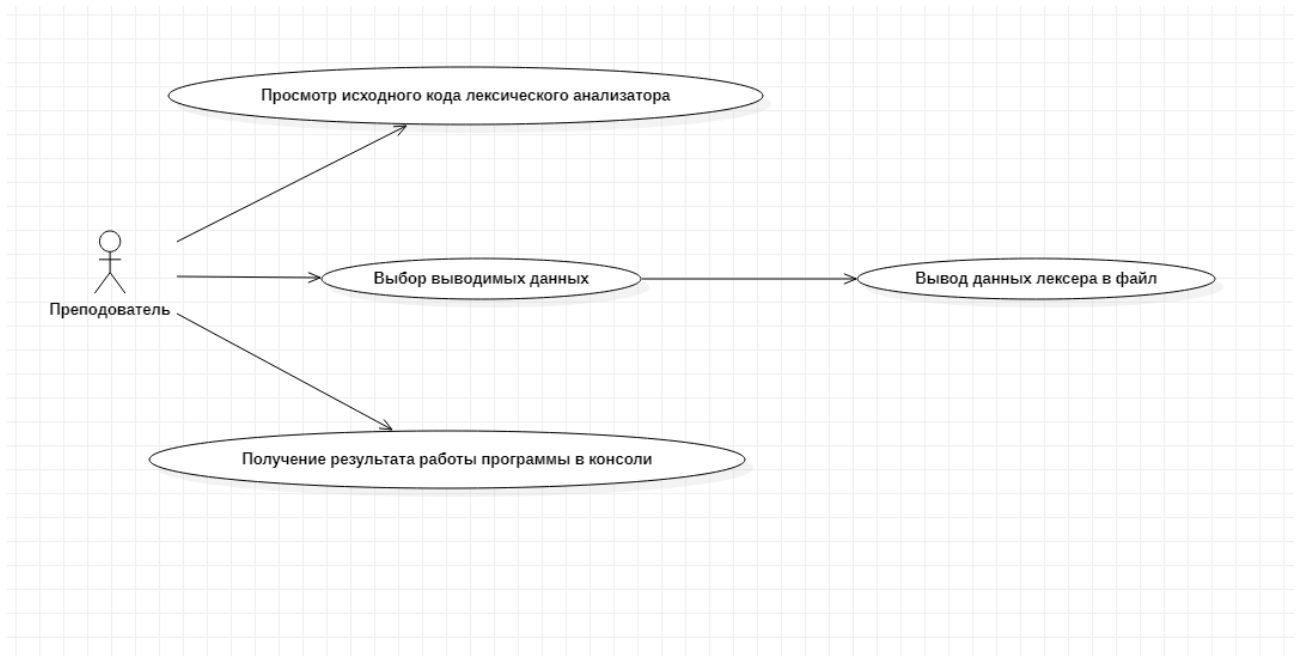 Просмотр исходного кода лексического анализатора
Выбор выводимых данных
Вывод данных лексера в файл
Преподователь
Получение результата работы программы в консоли